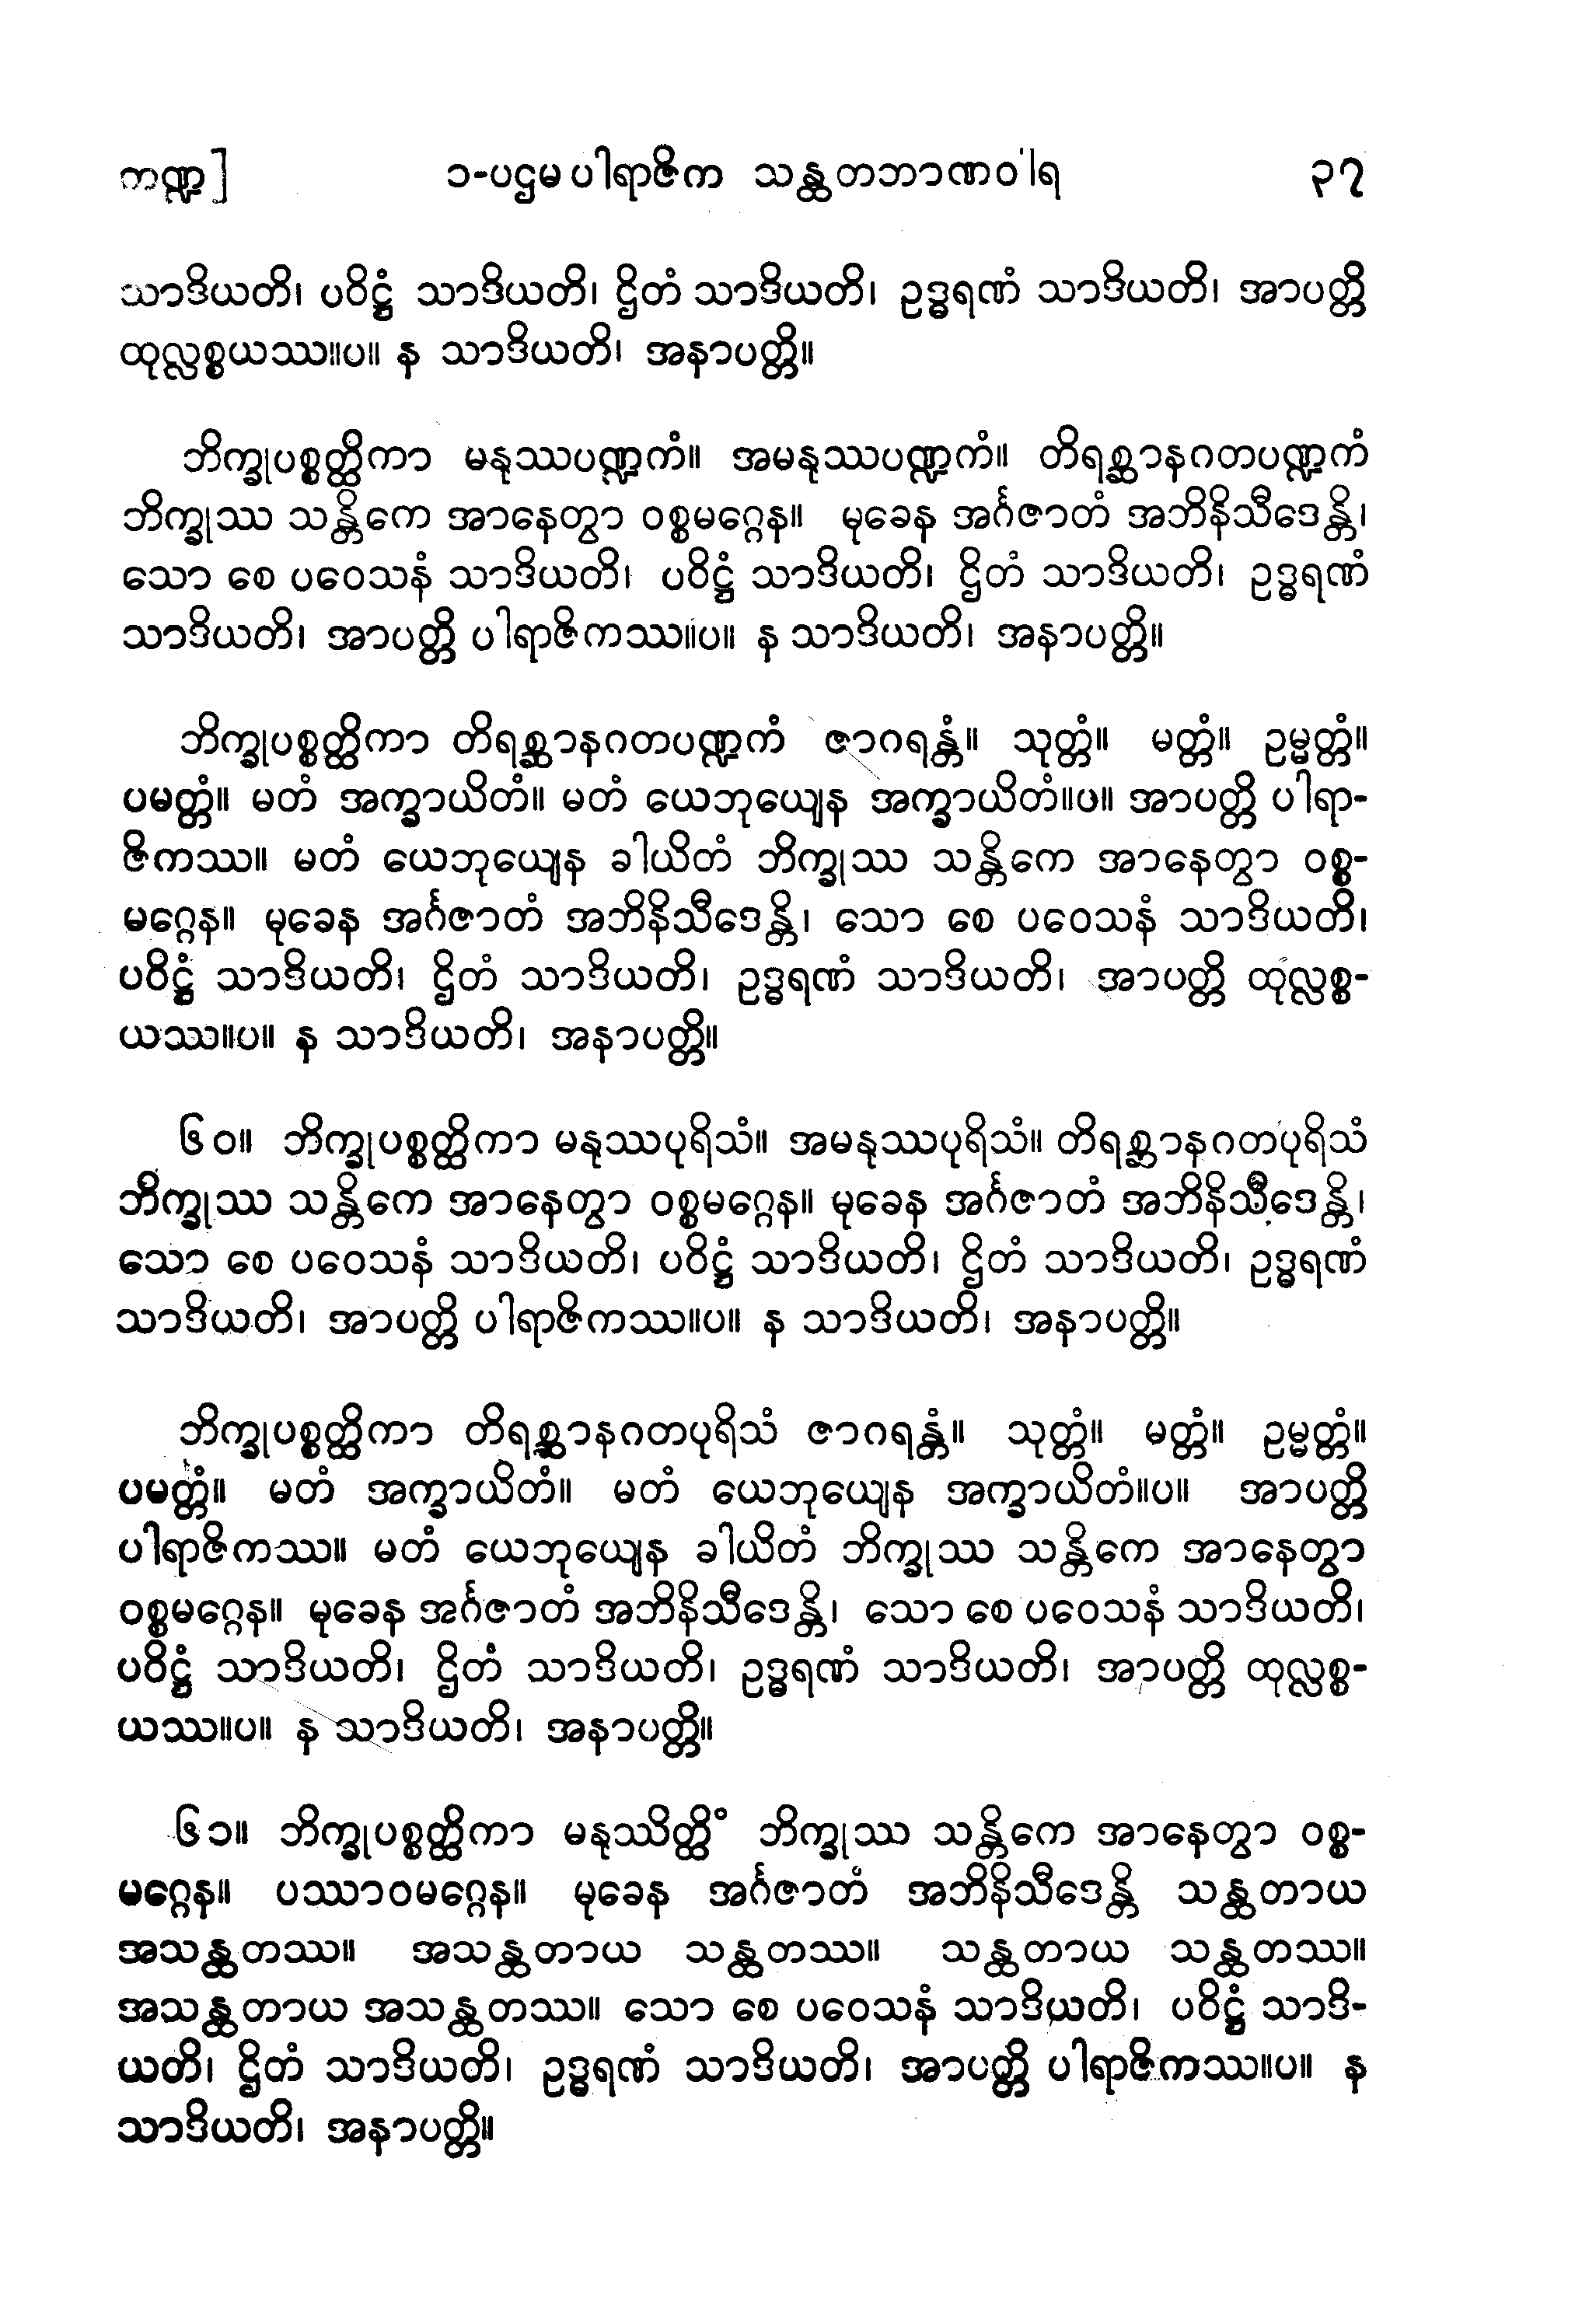 ကဏ္ဍ] ၁-ပဌမ ပါရာဇိက သန္ထတဘာဏဝါရ ၃၇
သာဒိယတိ၊ ပဝိဋ္ဌံ သာဒိယတိ၊ ဌိတံ သာဒိယတိ၊ ဥဒ္ဓရဏံ သာဒိယတိ၊ အာပတ္တိ
ထုလ္လစ္စယဿ။ပ။ န သာဒိယတိ၊ အနာပတ္တိ။
ဘိက္ခုပစ္စတ္ထိကာ မနုဿပဏ္ဍကံ။ အမနုဿပဏ္ဍကံ။ တိရစ္ဆာနဂတပဏ္ဍကံ
ဘိက္ခုဿ သန္တိကေ အာနေတွာ ဝစ္စမဂ္ဂေန။ မုခေန အင်္ဂဇာတံ အဘိနိသီဒေန္တိ၊
သော စေ ပဝေသနံ သာဒိယတိ၊ ပဝိဋ္ဌံ သာဒိယတိ၊ ဌိတံ သာဒိယတိ၊ ဥဒ္ဓရဏံ
သာဒိယတိ၊ အာပတ္တိ ပါရာဇိကဿ။ပ။ န သာဒိယတိ၊ အနာပတ္တိ။
ဘိက္ခုပစ္စတ္ထိကာ တိရစ္ဆာနဂတပဏ္ဍကံ ဇာဂရန္တံ။ သုတ္တံ။ မတ္တံ။ ဥမ္မတ္တံ။
ပမတ္တံ။ မတံ အက္ခာယိတံ။ မတံ ယေဘုယျေန အက္ခာယိတံ။ပ။ အာပတ္တိ ပါရာ-
ဇိကဿ။ မတံ ယေဘုယျေန ခါယိတံ ဘိက္ခုဿ သန္တိကေ အာနေတွာ ဝစ္စ-
မဂ္ဂေန။ မုခေန အင်္ဂဇာတံ အဘိနိသီဒေန္တိ၊ သော စေ ပဝေသနံ သာဒိယတိ၊
ပဝိဋ္ဌံ သာဒိယတိ၊ ဌိတံ သာဒိယတိ၊ ဥဒ္ဓရဏံ သာဒိယတိ၊ အာပတ္တိ ထုလ္လစ္စ-
ယဿ။ပ။ န သာဒိယတိ၊ အနာပတ္တိ။
၆၀။ ဘိက္ခုပစ္စတ္ထိကာ မနုဿပုရိသံ။ အမနုဿပုရိသံ။ တိရစ္ဆာနဂတပုရိသံ
ဘိက္ခုဿ သန္တိကေ အာနေတွာ ဝစ္စမဂ္ဂေန။ မုခေန အင်္ဂဇာတံ အဘိနိသီဒေန္တိ၊
သော စေ ပဝေသနံ သာဒိယတိ၊ ပဝိဋ္ဌံ သာဒိယတိ၊ ဌိတံ သာဒိယတိ၊ ဥဒ္ဓရဏံ
သာဒိယတိ၊ အာပတ္တိ ပါရာဇိကဿ။ပ။ န သာဒိယတိ၊ အနာပတ္တိ။
ဘိက္ခုပစ္စတ္ထိကာ တိရစ္ဆာနဂတပုရိသံ ဇာဂရန္တံ။ သုတ္တံ။ မတ္တံ။ ဥမ္မတ္တံ။
ပမတ္တံ။ မတံ အက္ခာယိတံ။ မတံ ယေဘုယျေန အက္ခာယိတံ။ပ။ အာပတ္တိ
ပါရာဇိကဿ။ မတံ ယေဘုယျေန ခါယိတံ ဘိက္ခုဿ သန္တိကေ အာနေတွာ
ဝစ္စမဂ္ဂေန။ မုခေန အင်္ဂဇာတံ အဘိနိသီဒေန္တိ၊ သော စေ ပဝေသနံ သာဒိယတိ၊
ပဝိဋ္ဌံ သာဒိယတိ၊ ဌိတံ သာဒိယတိ၊ ဥဒ္ဓရဏံ သာဒိယတိ၊ အာပတ္တိ ထုလ္လစ္စ-
ယဿ။ပ။ န သာဒိယတိ၊ အနာပတ္တိ။
၆၁။ ဘိက္ခုပစ္စတ္ထိကာ မနုဿိတ္ထိံ ဘိက္ခုဿ သန္တိကေ အာနေတွာ ဝစ္စ-
မဂ္ဂေန။ ပဿာဝမဂ္ဂေန။ မုခေန အင်္ဂဇာတံ အဘိနိသီဒေန္တိ သန္ထတာယ
အသန္ထတဿ။ အသန္ထတာယ သန္ထတဿ။ သန္ထတာယ သန္ထတဿ။
အသန္ထတာယ အသန္ထတဿ။ သော စေ ပဝေသနံ သာဒိယတိ၊ ပဝိဋ္ဌံ သာဒိ-
ယတိ၊ ဌိတံ သာဒိယတိ၊ ဥဒ္ဓရဏံ သာဒိယတိ၊ အာပတ္တိ ပါရာဇိကဿ။ပ။ န
သာဒိယတိ၊ အနာပတ္တိ။